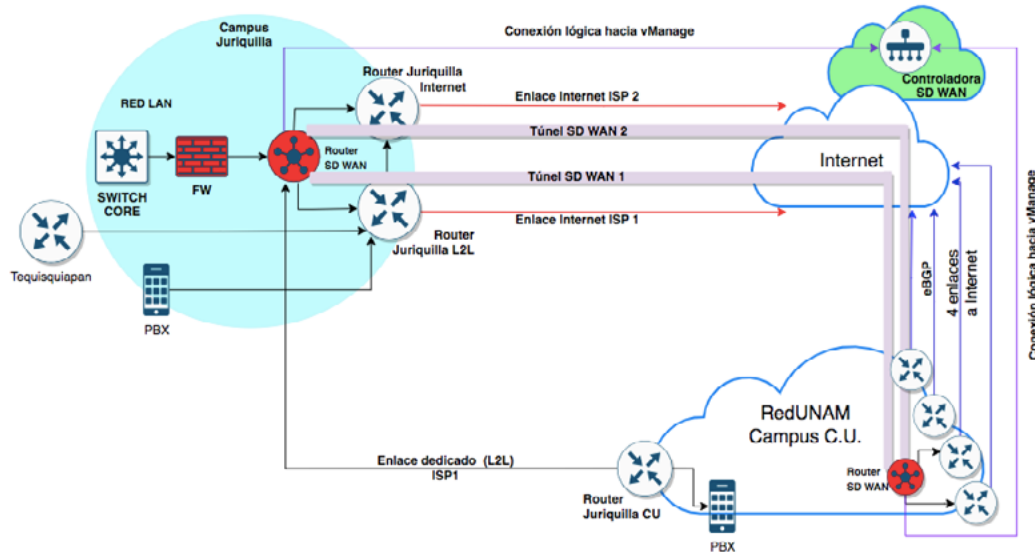 Campus
Juriquilla
Conexión lógica hacia vManage
Controladora
SD WAN
Router Juriquilla
Internet
RED LAN
Enlace Internet ISP 2
Túnel SD WAN 2
Router
SD WAN
Internet
FW
SWITCH
CORE
Túnel SD WAN 1
Enlace Internet ISP 1
Router
Juriquilla L2L
Tequisquiapan
PBX
eBGP
4 enlaces
a Internet
Conexión lógica hacia vManage
RedUNAM
Campus C.U.
Enlace dedicado (L2L)
ISP1
Router
SD WAN
Router
Juriquilla CU
PBX